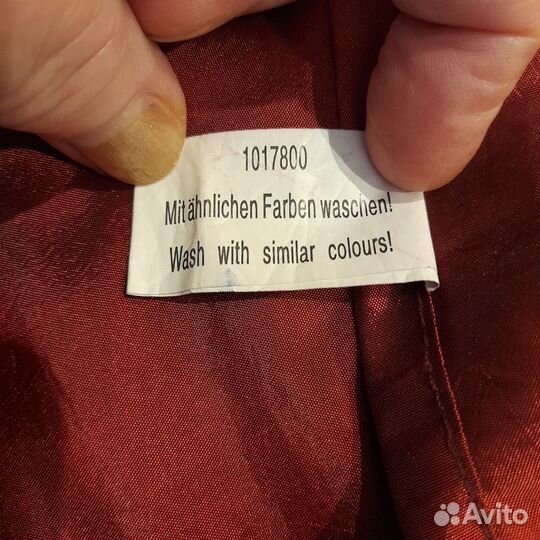 1017800
Mit ähnlichen Farben waschen!
Wash with similar colours!
Avito